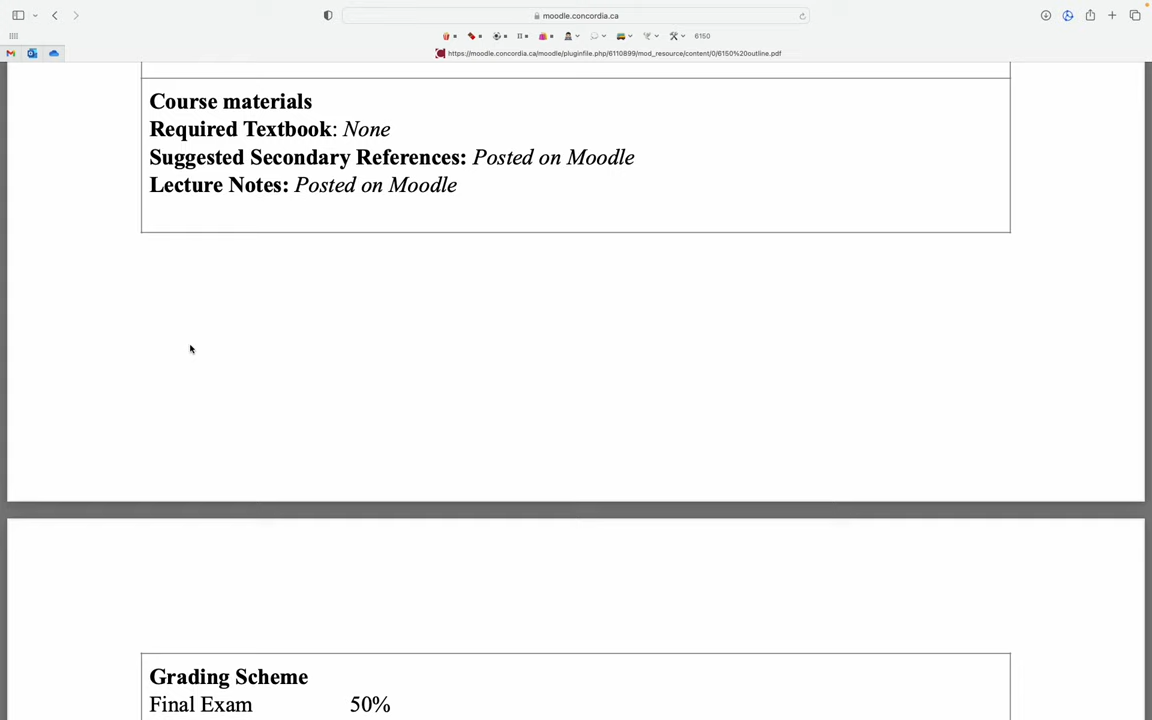 moodle.concordia.ca
6150
https://moodle.concordia.ca/moodle/pluginfile.php/6110899/mod_resource/content/0/6150%20outline.pdf
Course materials
Required Textbook: None
Suggested Secondary References: Posted on Moodle
Lecture Notes: Posted on Moodle
Grading Scheme
Final Exam 50%